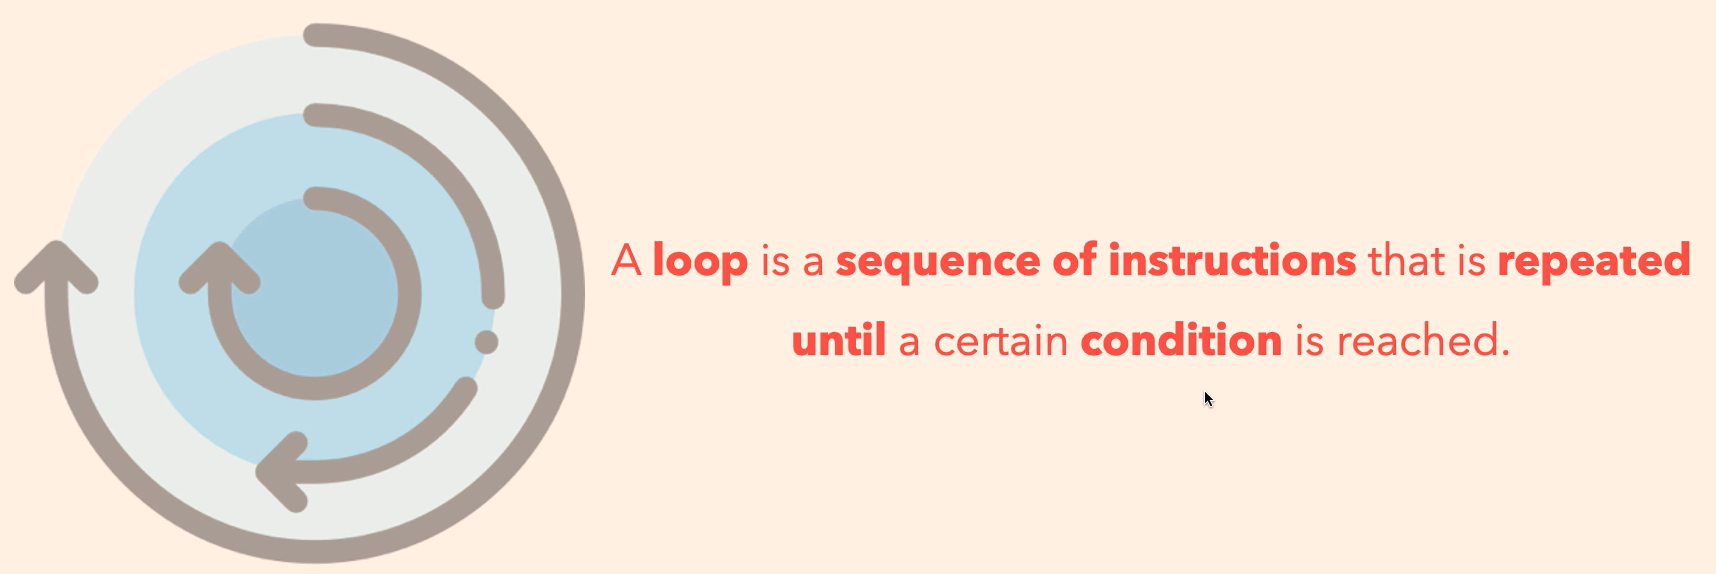 A loop is a sequence of instructions that is repeated
until a certain condition is reached.